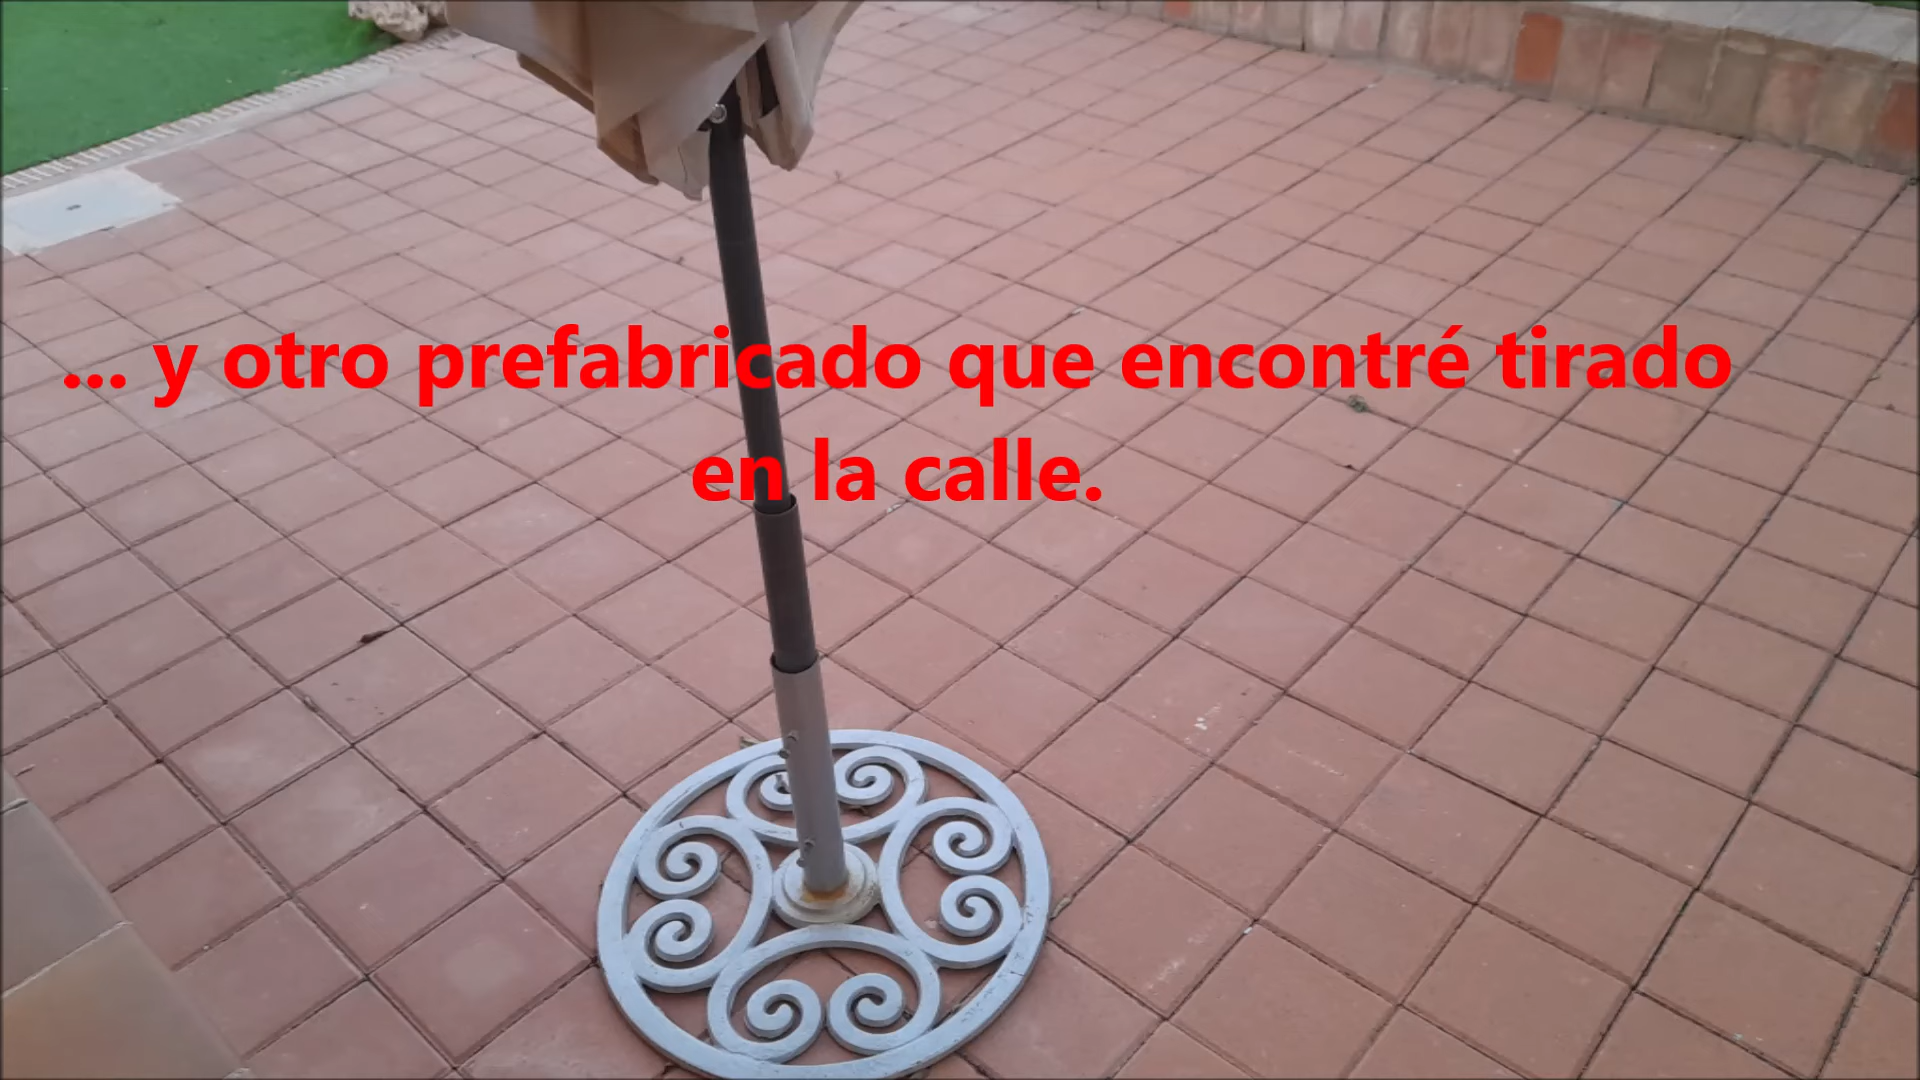 ... y otro prefabricado que encontré tirado
en la calle.